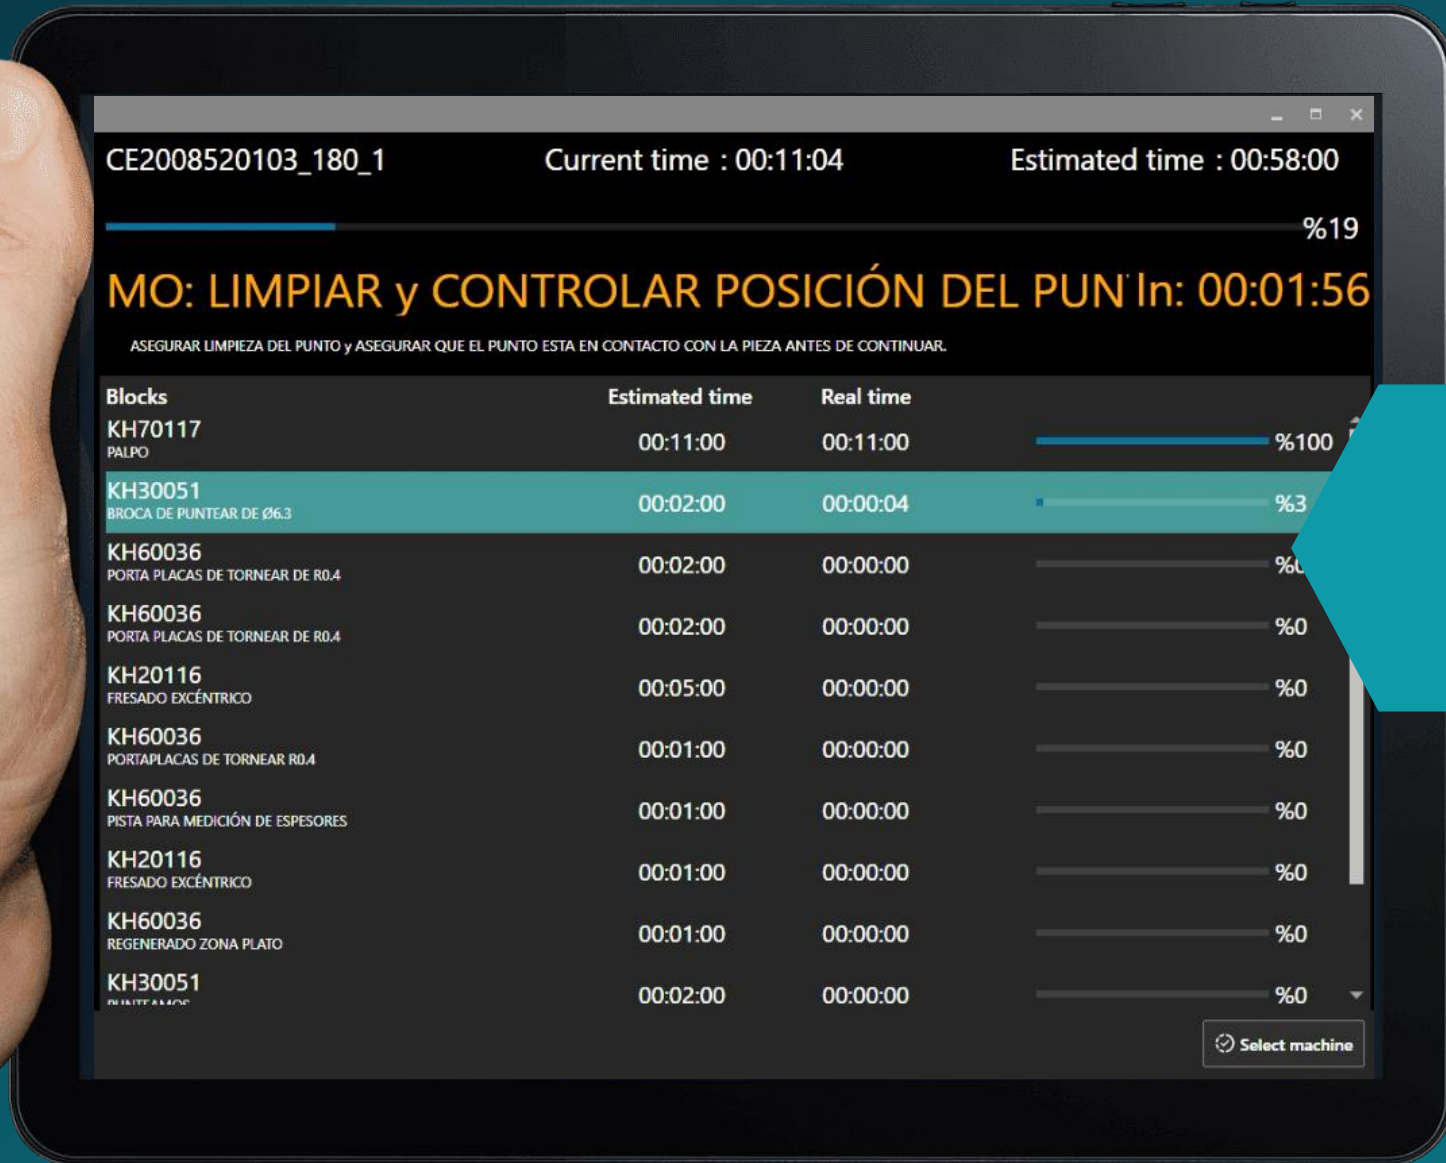 CE2008520103_180_1 Current time : 00:11:04 Estimated time : 00:58:00
%19
MO: LIMPIAR y CONTROLAR POSICIÓN DEL PUN In: 00:01:56
ASEGURAR LIMPIEZA DEL PUNTO y ASEGURAR QUE EL PUNTO ESTA EN CONTACTO CON LA PIEZA ANTES DE CONTINUAR.
Blocks Estimated time Real time
KH70117 00:11:00 00:11:00 %100
PALPO
KH30051 00:02:00 00:00:04 %3
BROCA DE PUNTEAR DE Ø6.3
KH60036 00:02:00 00:00:00 %0
PORTA PLACAS DE TORNEAR DE R0.4
KH60036 00:02:00 00:00:00 %0
PORTA PLACAS DE TORNEAR DE R0.4
KH20116 00:05:00 00:00:00 %0
FRESADO EXCÉNTRICO
KH60036 00:01:00 00:00:00 %0
PORTAPLACAS DE TORNEAR R0.4
KH60036 00:01:00 00:00:00 %0
PISTA PARA MEDICIÓN DE ESPESORES
KH20116 00:01:00 00:00:00 %0
FRESADO EXCÉNTRICO
KH60036 00:01:00 00:00:00 %0
REGENERADO ZONA PLATO
KH30051 00:02:00 00:00:00 %0
PUNTEAMOS
Select machine